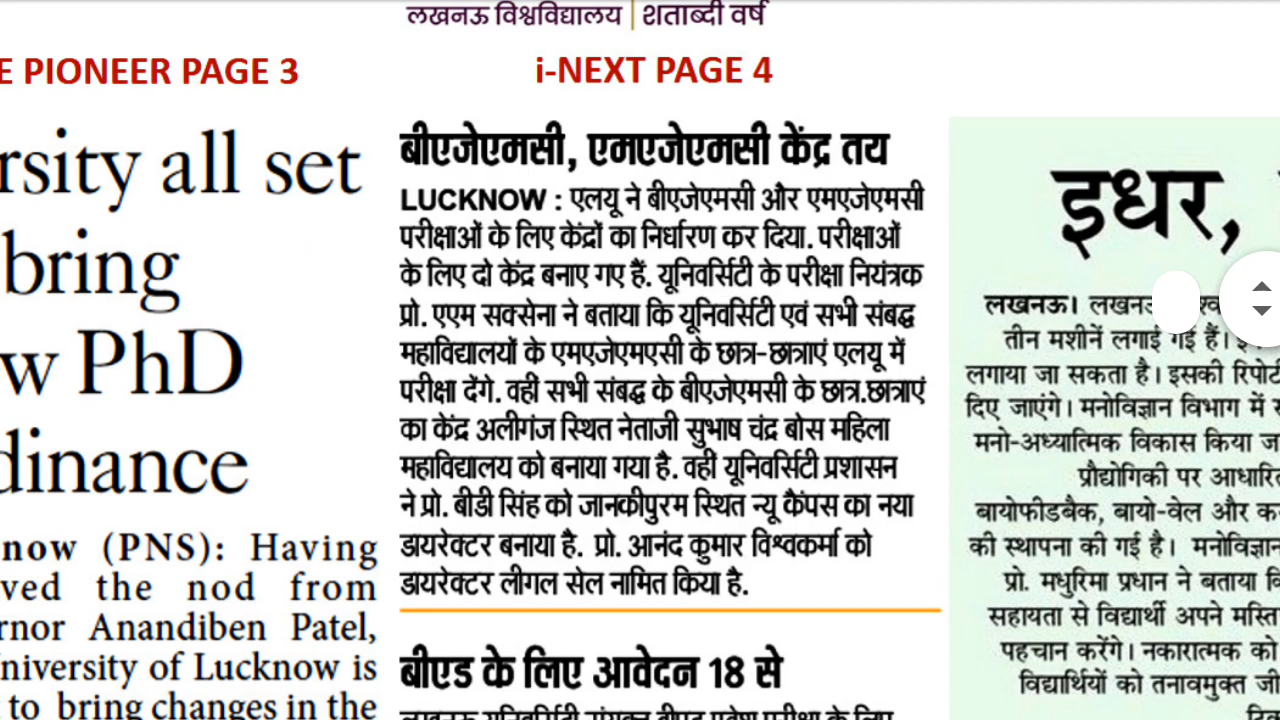 लखनऊ विश्वविद्यालय | शताब्दी वर्ष
E PIONEER PAGE 3
rsity all set
bring
w PhD
dinance
now (PNS): Having
ved the nod from
rnor Anandiben Patel,
niversity of Lucknow is
to bring changes in the
i-NEXT PAGE 4
बीएजेएमसी, एमएजेएमसी केंद्र तय
LUCKNOW : एलयू ने बीएजेएमसी और एमएजेएमसी
परीक्षाओं के लिए केंद्रों का निर्धारण कर दिया. परीक्षाओं
के लिए दो केंद्र बनाए गए हैं. यूनिवर्सिटी के परीक्षा नियंत्रक
प्रो. एएम सक्सेना ने बताया कि यूनिवर्सिटी एवं सभी संबद्ध
महाविद्यालयों के एमएजेएमएसी के छात्र-छात्राएं एलयू में
परीक्षा देंगे. वहीं सभी संबद्ध के बीएजेएमसी के छात्र.छात्राएं
का केंद्र अलीगंज स्थित नेताजी सुभाष चंद्र बोस महिला
महाविद्यालय को बनाया गया है. वहीं यूनिवर्सिटी प्रशासन
ने प्रो. बीडी सिंह को जानकीपुरम स्थित न्यू कैंपस का नया
डायरेक्टर बनाया है. प्रो. आनंद कुमार विश्वकर्मा को
डायरेक्टर लीगल सेल नामित किया है.
बीएड के लिए आवेदन 18 से
लखनऊ यूनिवर्सिटी संयुक्त बीएड प्रवेश परीक्षा के लिए
इधर,
लखनऊ। लखनऊ
तीन मशीनें लगाई गई हैं।
लगाया जा सकता है। इसकी रिपोर्ट
दिए जाएंगे। मनोविज्ञान विभाग में
मनो-अध्यात्मिक विकास किया ज
प्रौद्योगिकी पर आधारित
बायोफीडबैक, बायो-वेल और क
की स्थापना की गई है। मनोविज्ञान
प्रो. मधुरिमा प्रधान ने बताया कि
सहायता से विद्यार्थी अपने मस्ति
पहचान करेंगे। नकारात्मक को
विद्यार्थियों को तनावमुक्त जी